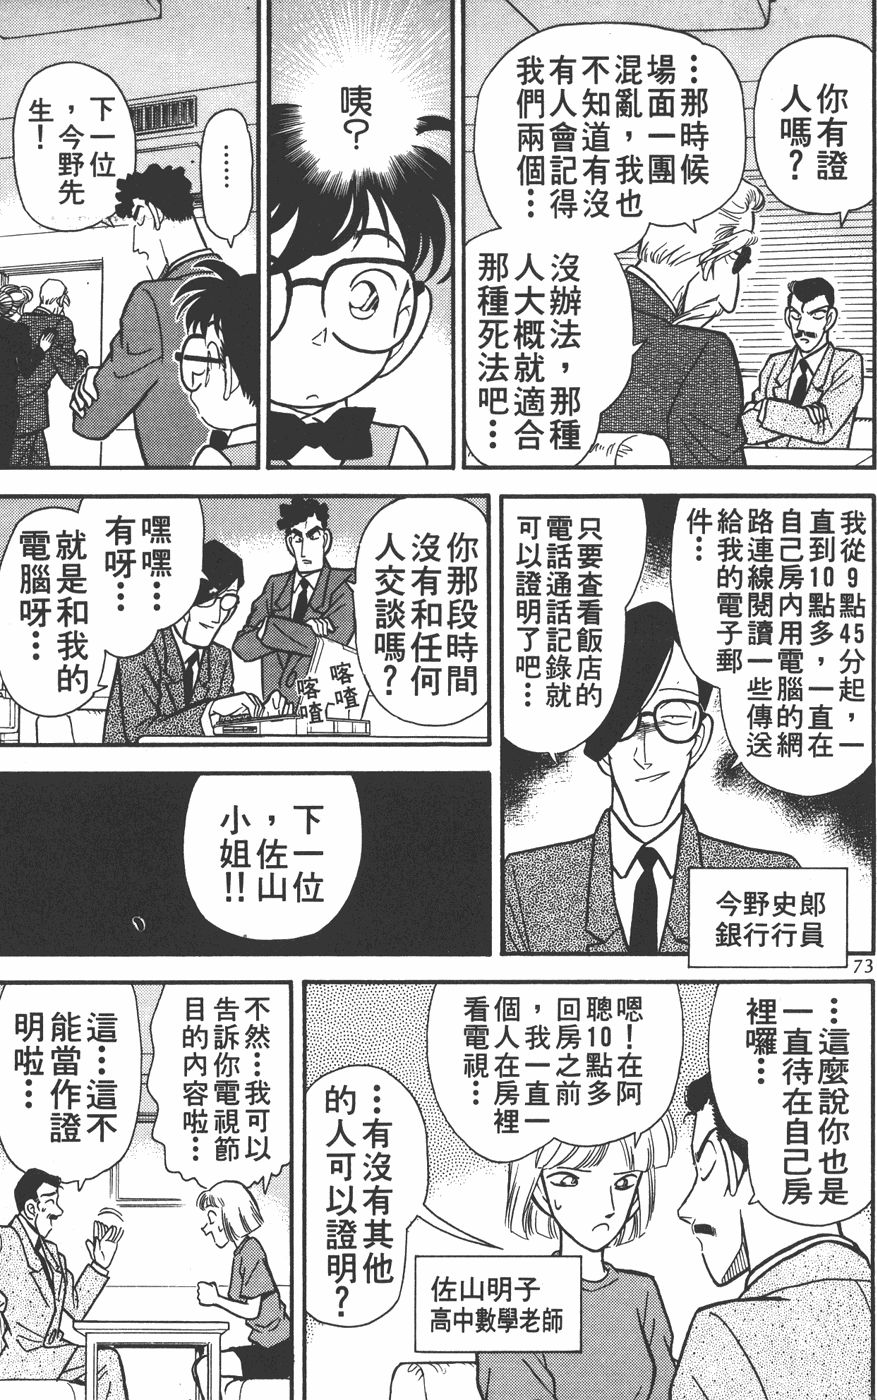 你有證
人嗎？
…那時候
場面一團
混亂，我也
不知道有沒
有人會記得
我們兩個…
沒辦法，那種
人大概就適合
那種死法吧…
咦？
……
下一位
，今野先
生！
我從9點45分起，一
直到10點多，一直在
自己房內用電腦的網
路連線閱讀一些傳送
給我的電子郵
件…
只要查看飯店的
電話通話記錄就
可以證明了吧…
今野史郎
銀行行員
你那段時間
沒有和任何
人交談嗎？
喀喳
喀喳
嘿嘿…
有呀…
就是和我的
電腦呀…
下一位
，佐山
小姐!!
73
…這麼說你也是
一直待在自己房
裡囉…
嗯！在阿
聰10點多
回房之前
，我一直一
個人在房裡
看電視…
…有沒有其他
的人可以證明？
佐山明子
高中數學老師
不然…我可以
告訴你電視節
目的內容啦…
這…這不
能當作證
明啦…